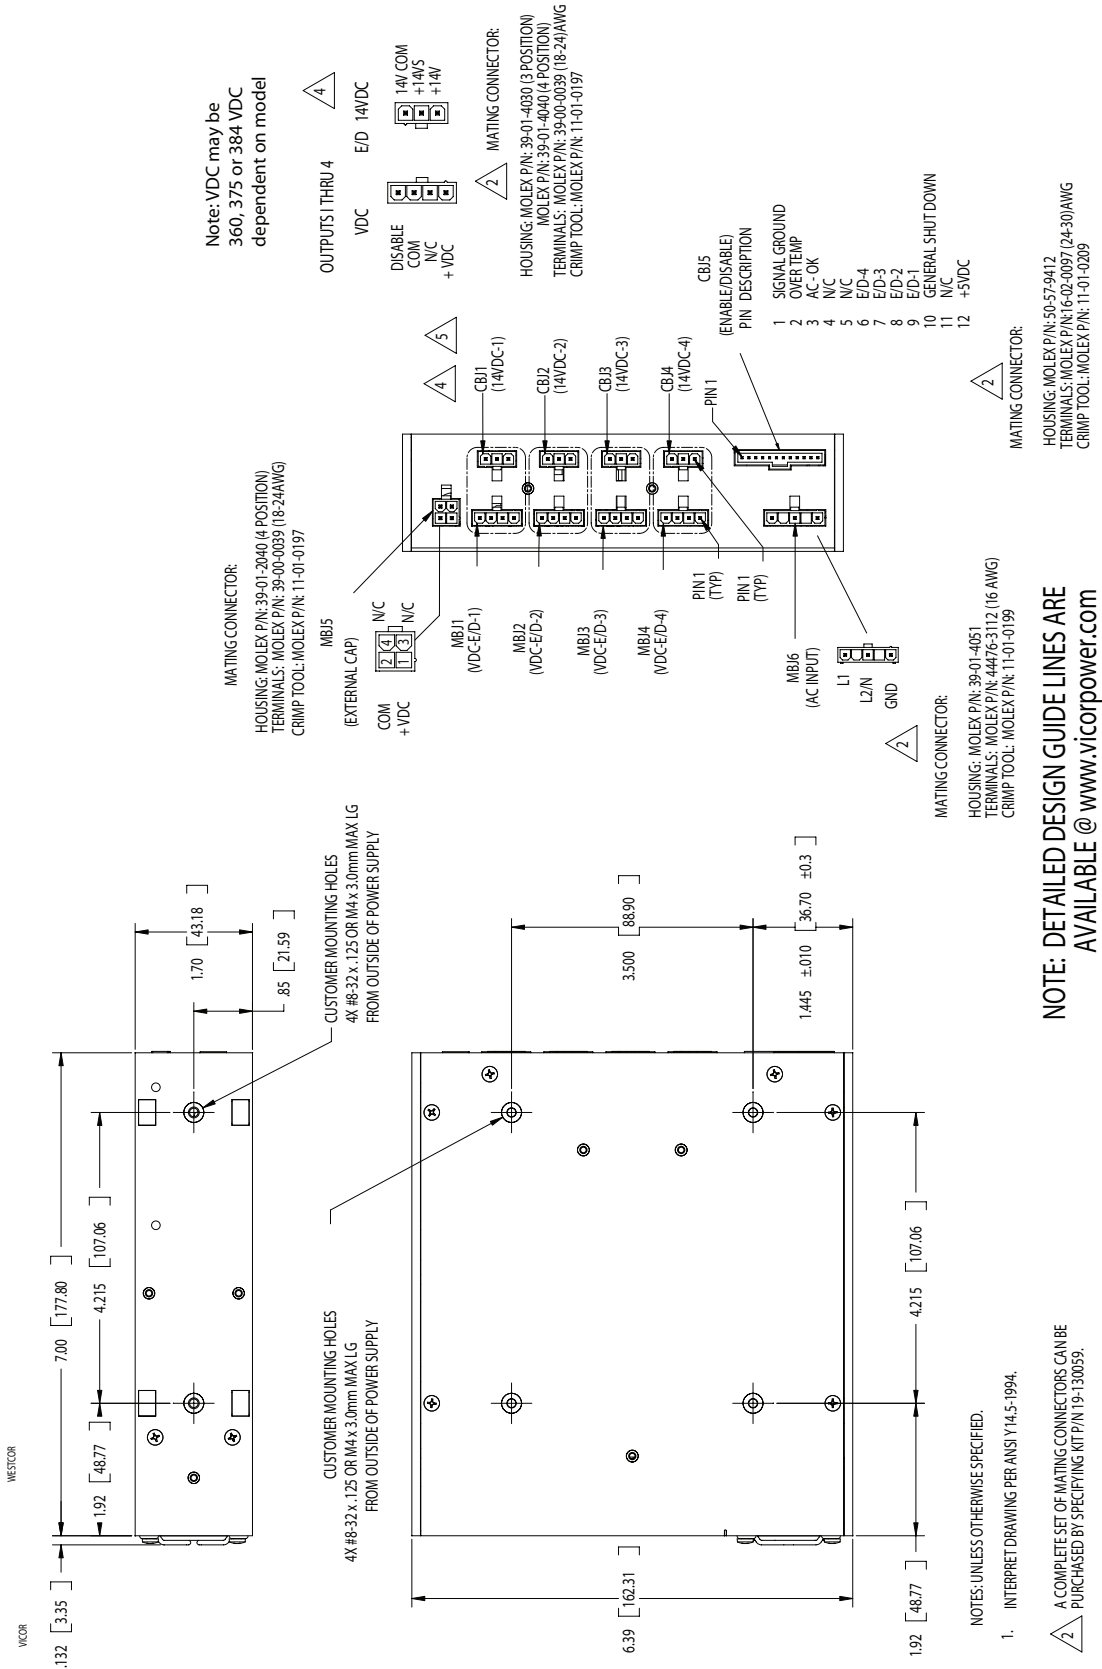 VICOR
WESTCOR
.132 [3.35]
1.92 [48.77]
4.215 [107.06]
7.00 [177.80]
1.70 [43.18]
.85 [21.59]
CUSTOMER MOUNTING HOLES
4X #8-32 x .125 OR M4 x 3.0mm MAX LG
FROM OUTSIDE OF POWER SUPPLY
CUSTOMER MOUNTING HOLES
4X #8-32 x .125 OR M4 x 3.0mm MAX LG
FROM OUTSIDE OF POWER SUPPLY
6.39 [162.31]
3.500 [88.90]
1.445 ±.010 [36.70 ±0.3]
1.92 [48.77]
4.215 [107.06]
NOTES: UNLESS OTHERWISE SPECIFIED.
1. INTERPRET DRAWING PER ANSI Y14.5-1994.
2 A COMPLETE SET OF MATING CONNECTORS CAN BE
PURCHASED BY SPECIFYING KIT P/N 19-130059.
Note: VDC may be
360, 375 or 384 VDC
dependent on model
OUTPUTS I THRU 4
4
VDC
E/D 14VDC
DISABLE
COM
N/C
+ VDC
14V COM
+14VS
+14V
2
MATING CONNECTOR:
HOUSING: MOLEX P/N: 39-01-4030 (3 POSITION)
MOLEX P/N: 39-01-4040 (4 POSITION)
TERMINALS: MOLEX P/N: 39-00-0039 (18-24)AWG
CRIMP TOOL: MOLEX P/N: 11-01-0197
MATING CONNECTOR:
HOUSING: MOLEX P/N: 39-01-2040 (4 POSITION)
TERMINALS: MOLEX P/N: 39-00-0039 (18-24AWG)
CRIMP TOOL: MOLEX P/N: 11-01-0197
MBJ5
(EXTERNAL CAP)
COM
+ VDC
2 4
1 3
N/C
N/C
4
5
CBJ1
(14VDC-1)
CBJ2
(14VDC-2)
CBJ3
(14VDC-3)
CBJ4
(14VDC-4)
PIN 1
MBJ1
(VDC-E/D-1)
MBJ2
(VDC-E/D-2)
MBJ3
(VDC-E/D-3)
MBJ4
(VDC-E/D-4)
PIN 1
(TYP)
PIN 1
(TYP)
MBJ6
(AC INPUT)
L1
L2/N
GND
2
MATING CONNECTOR:
HOUSING: MOLEX P/N: 39-01-4051
TERMINALS: MOLEX P/N: 44476-3112 (16 AWG)
CRIMP TOOL: MOLEX P/N: 11-01-0199
CBJ5
(ENABLE/DISABLE)
PIN DESCRIPTION
1 SIGNAL GROUND
2 OVER TEMP
3 AC - OK
4 N/C
5 N/C
6 E/D-4
7 E/D-3
8 E/D-2
9 E/D-1
10 GENERAL SHUT DOWN
11 N/C
12 +5VDC
2
MATING CONNECTOR:
HOUSING: MOLEX P/N: 50-57-9412
TERMINALS: MOLEX P/N:16-02-0097 (24-30)AWG
CRIMP TOOL: MOLEX P/N: 11-01-0209
NOTE: DETAILED DESIGN GUIDE LINES ARE
AVAILABLE @ www.vicorpower.com